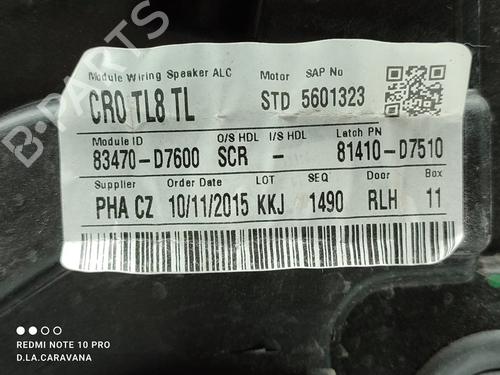 Module Wiring Speaker ALC Motor SAP No
CRO TL8 TL STD 5601323
Module ID O/S HDL I/S HDL Latch PN
83470-D7600 SCR - 81410-D7510
Supplier Order Date LOT SEQ Door Box
PHA CZ 10/11/2015 KKJ 1490 RLH 11
B-PARTS
REDMI NOTE 10 PRO
D.LA.CARAVANA